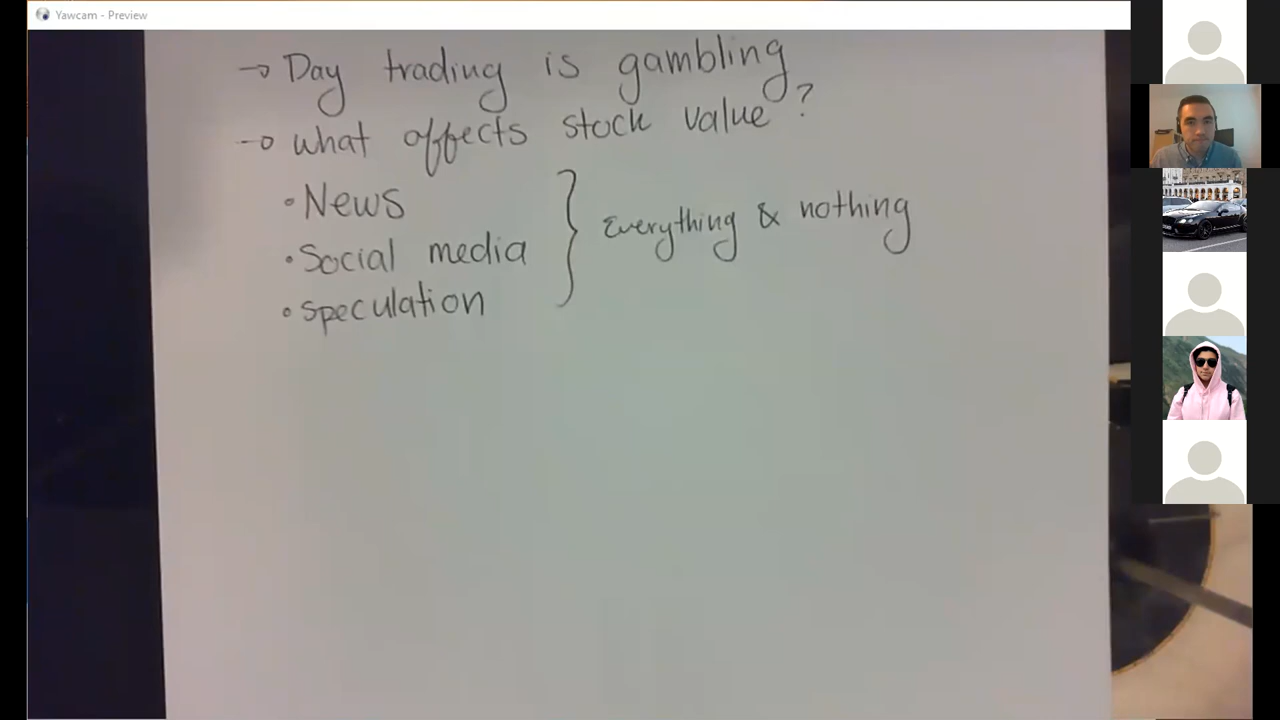 Yawcam - Preview
→ Day trading is gambling
→ What affects stock value?
• News
• Social media
• Speculation
} Everything & nothing